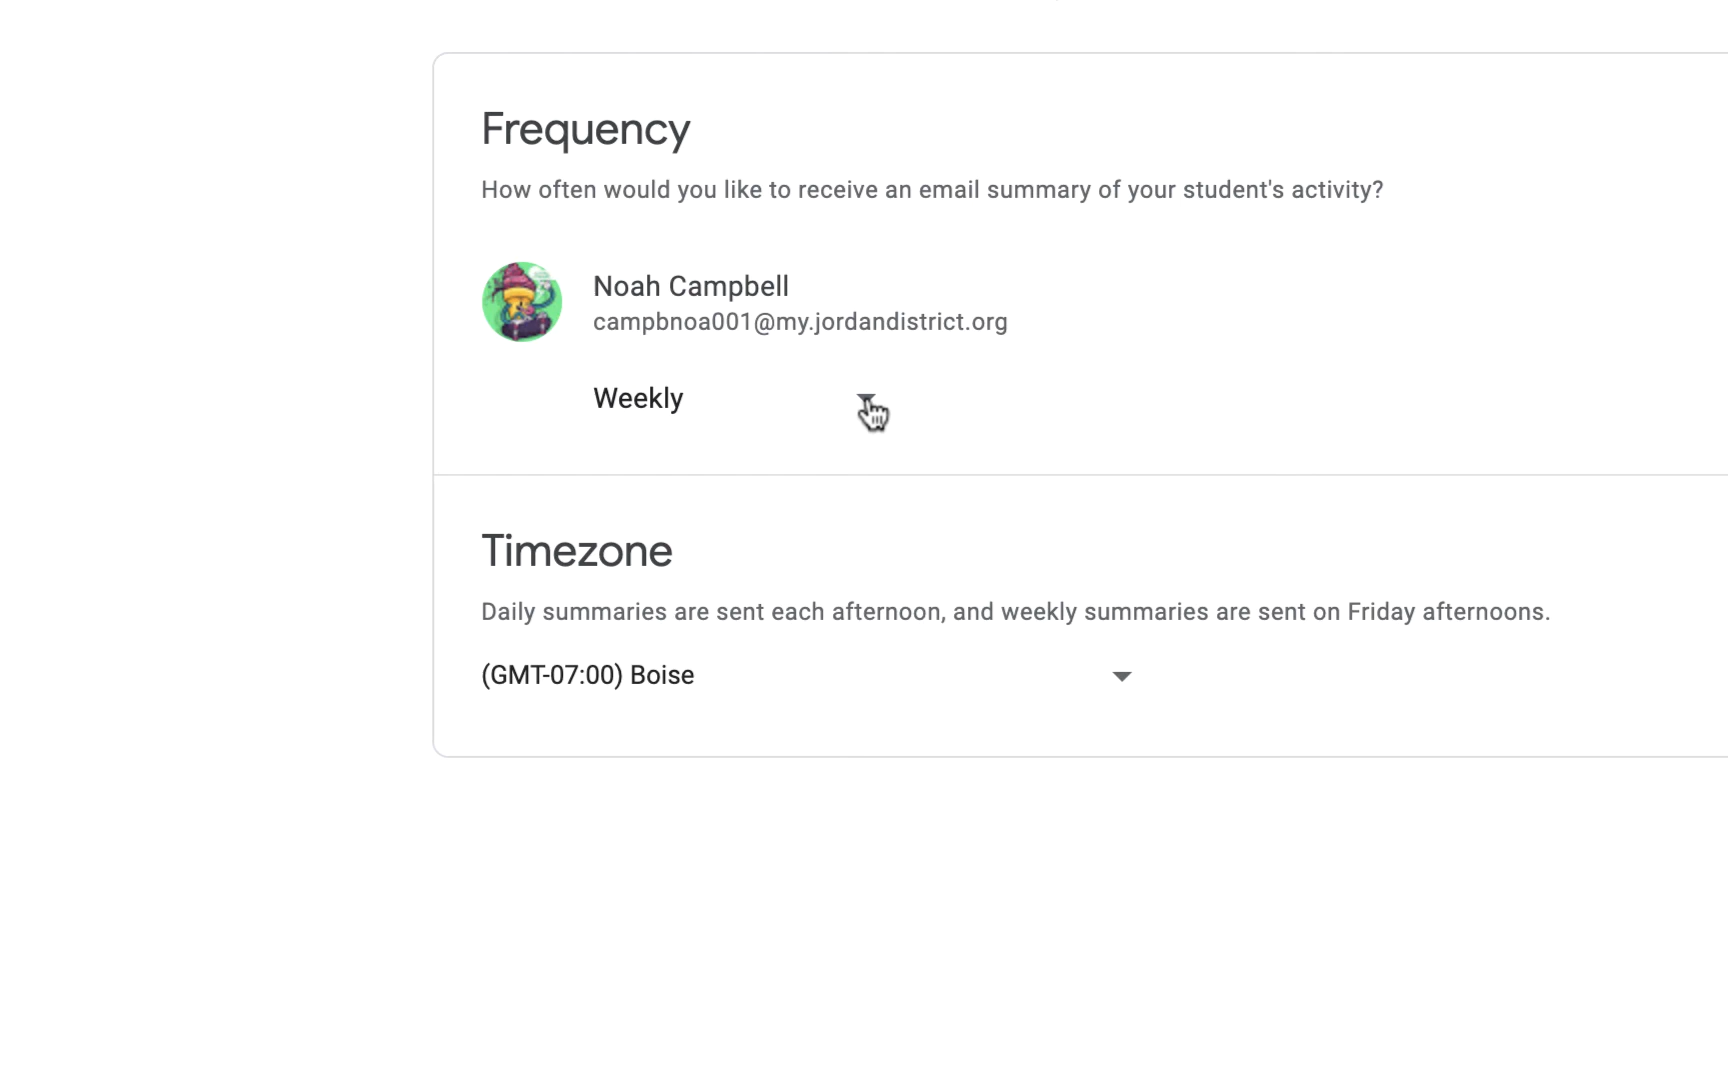 Frequency
How often would you like to receive an email summary of your student's activity?
Noah Campbell
campbnoa001@my.jordandistrict.org
Weekly
Timezone
Daily summaries are sent each afternoon, and weekly summaries are sent on Friday afternoons.
(GMT-07:00) Boise